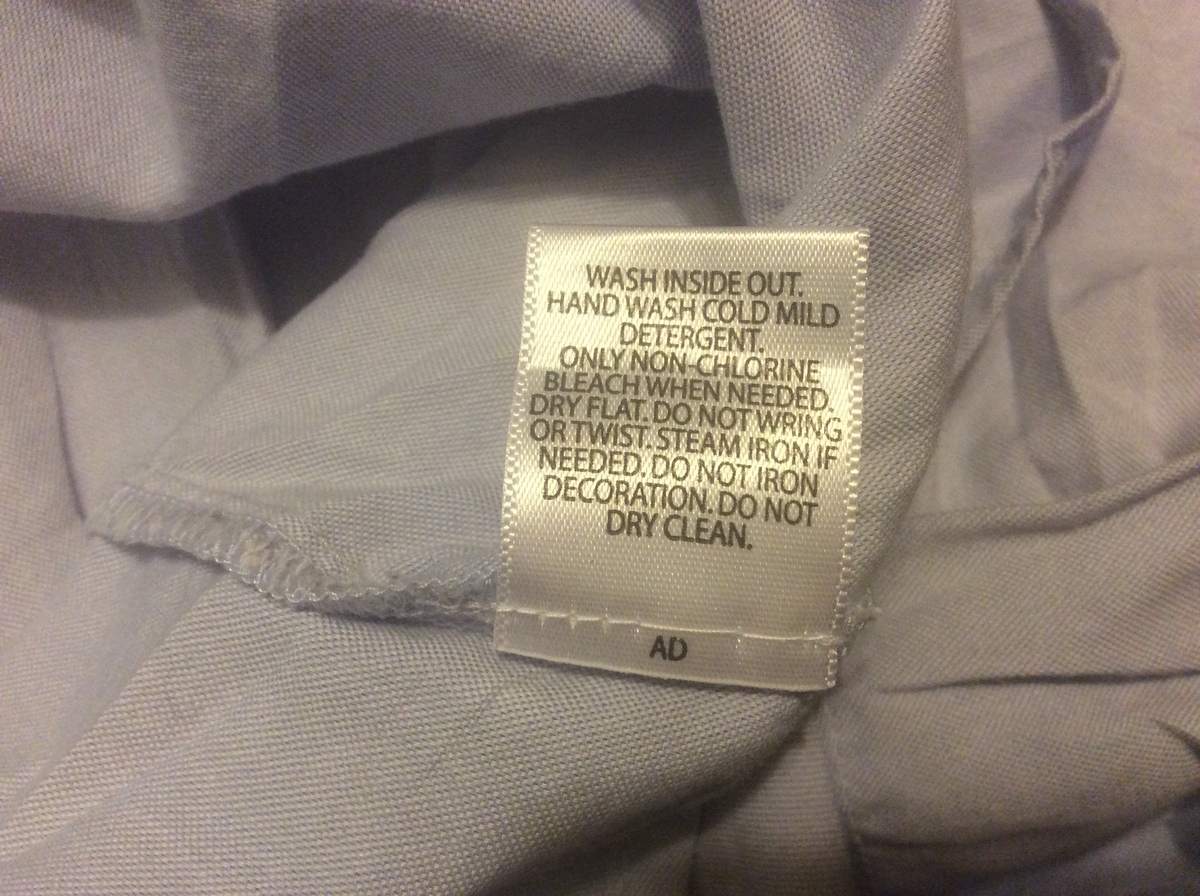 WASH INSIDE OUT.
HAND WASH COLD MILD
DETERGENT.
ONLY NON-CHLORINE
BLEACH WHEN NEEDED.
DRY FLAT. DO NOT WRING
OR TWIST. STEAM IRON IF
NEEDED. DO NOT IRON
DECORATION. DO NOT
DRY CLEAN.
AD